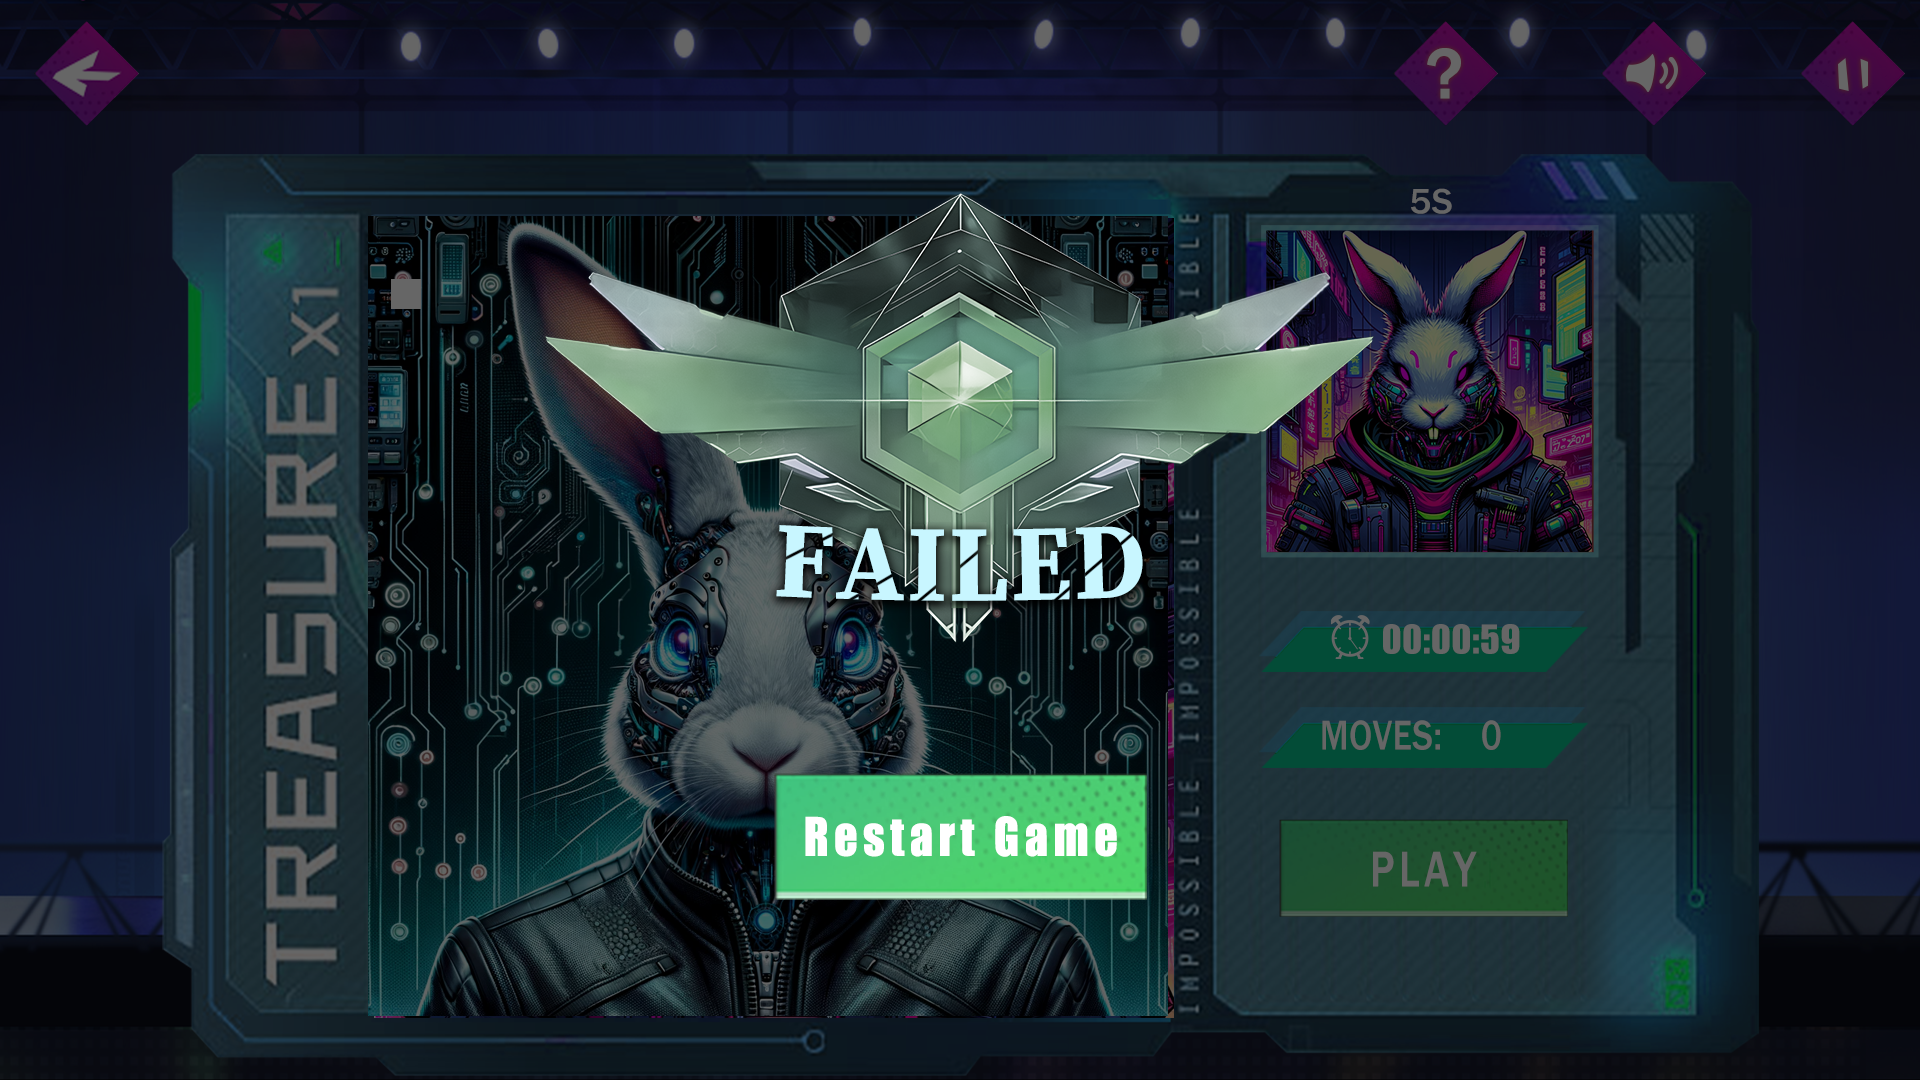 ?
5S
TREASURE X1
IMPOSSIBLE IMPOSSIBLE
FAILED
00:00:59
MOVES: 0
Restart Game
PLAY